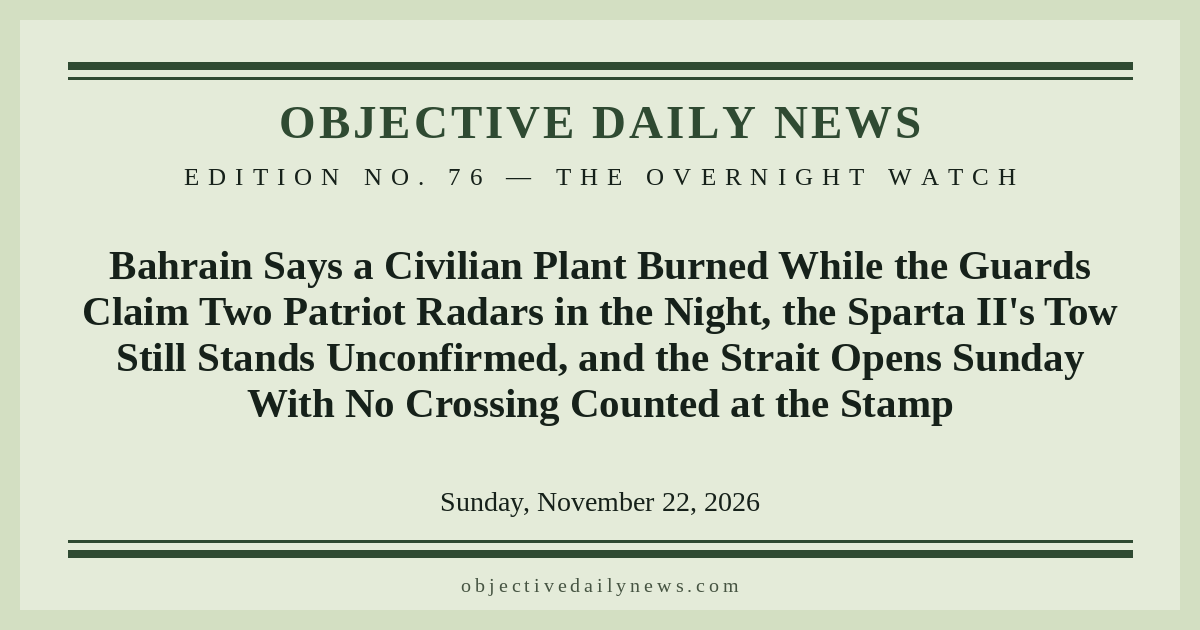 OBJECTIVE DAILY NEWS
EDITION NO. 76 — THE OVERNIGHT WATCH
Bahrain Says a Civilian Plant Burned While the Guards
Claim Two Patriot Radars in the Night, the Sparta II's Tow
Still Stands Unconfirmed, and the Strait Opens Sunday
With No Crossing Counted at the Stamp
Sunday, November 22, 2026
objectivedailynews.com